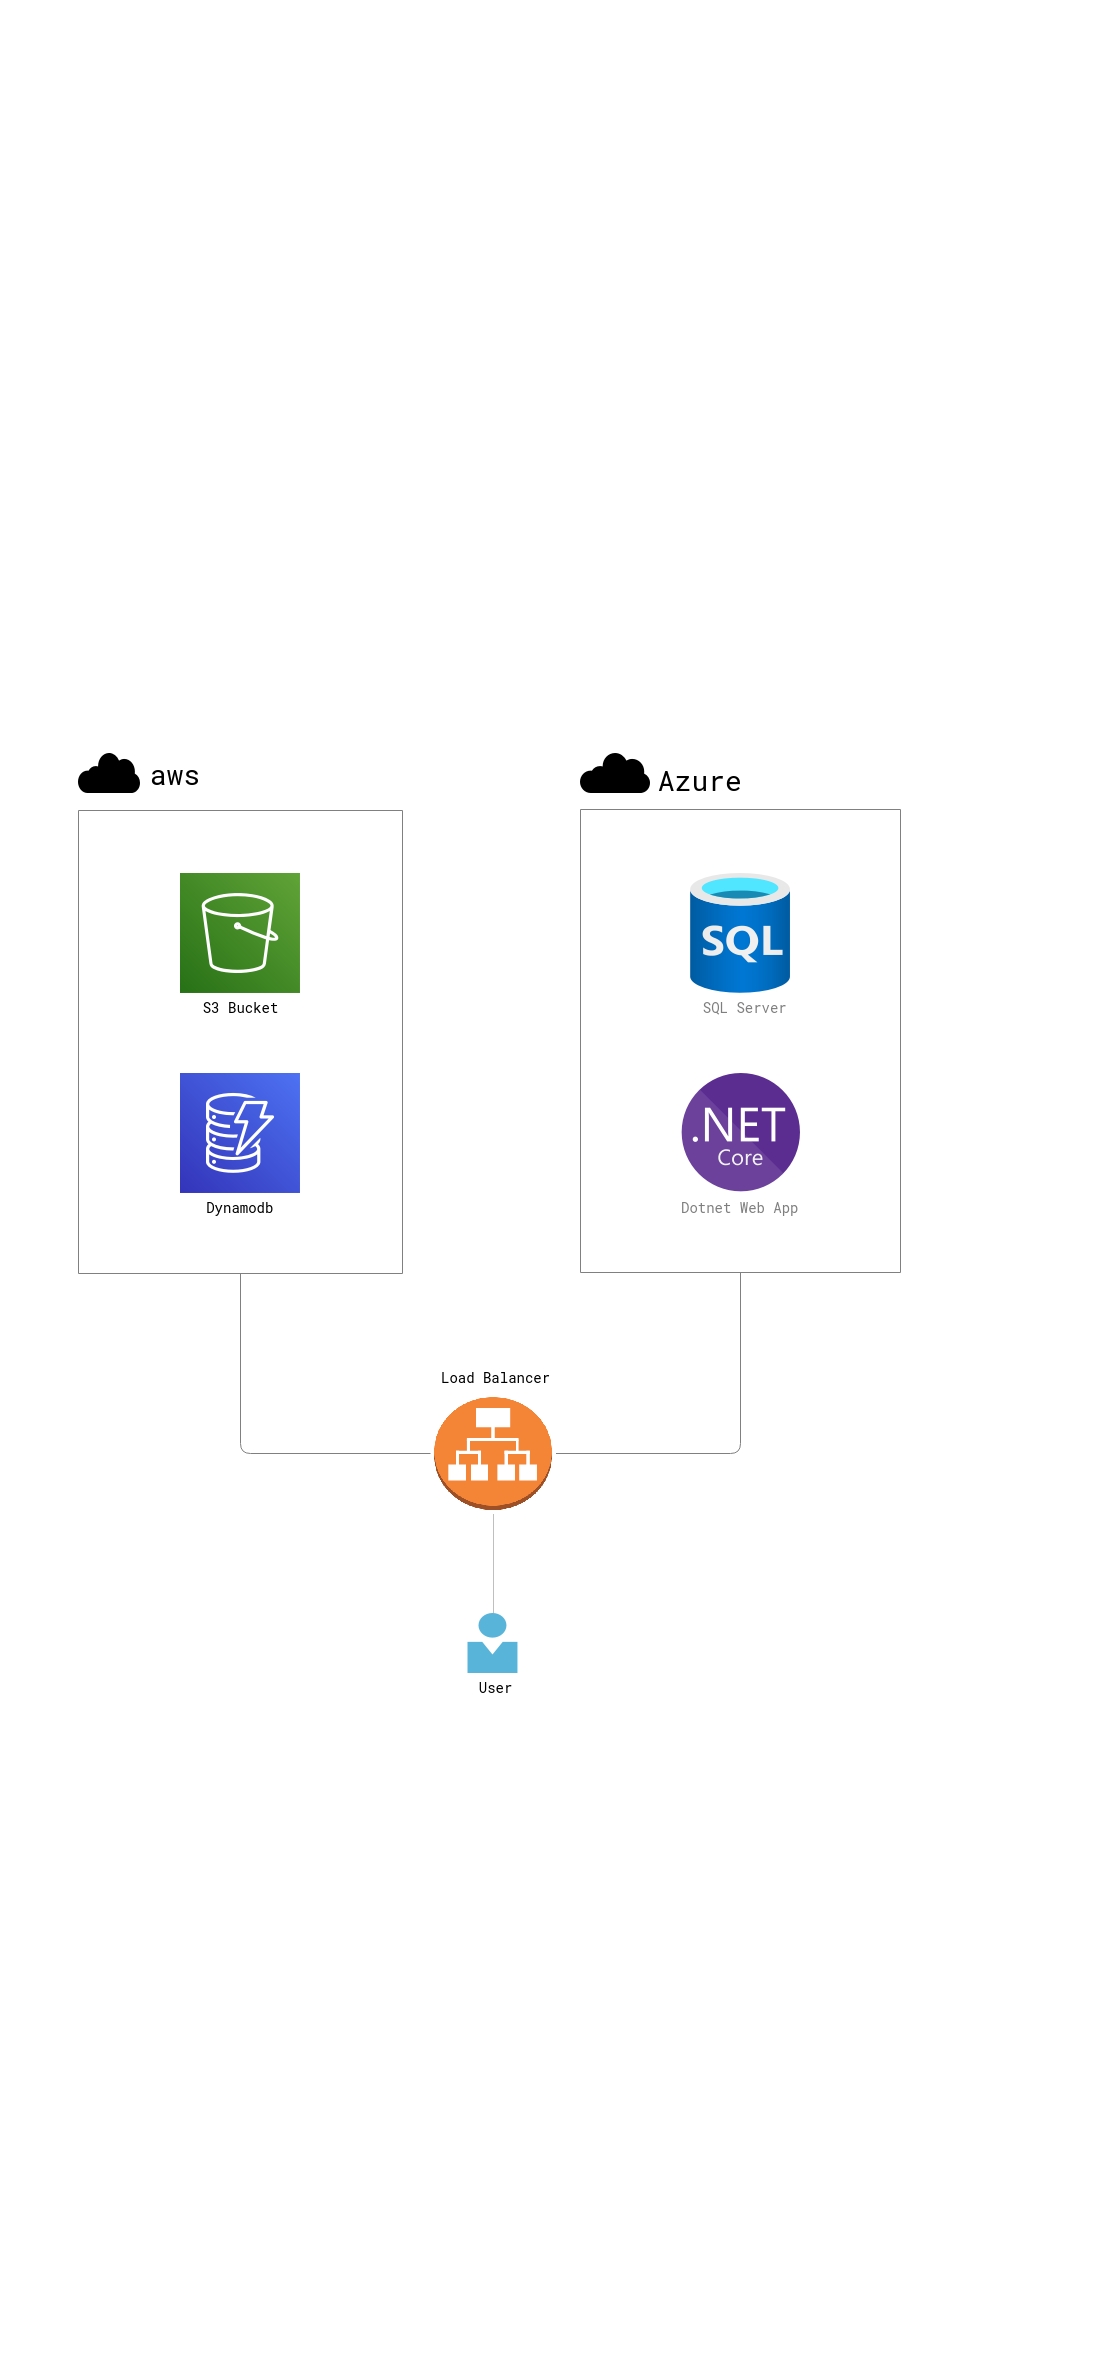 aws
Azure
S3 Bucket
SQL
SQL Server
Dynamodb
.NET
Core
Dotnet Web App
Load Balancer
User